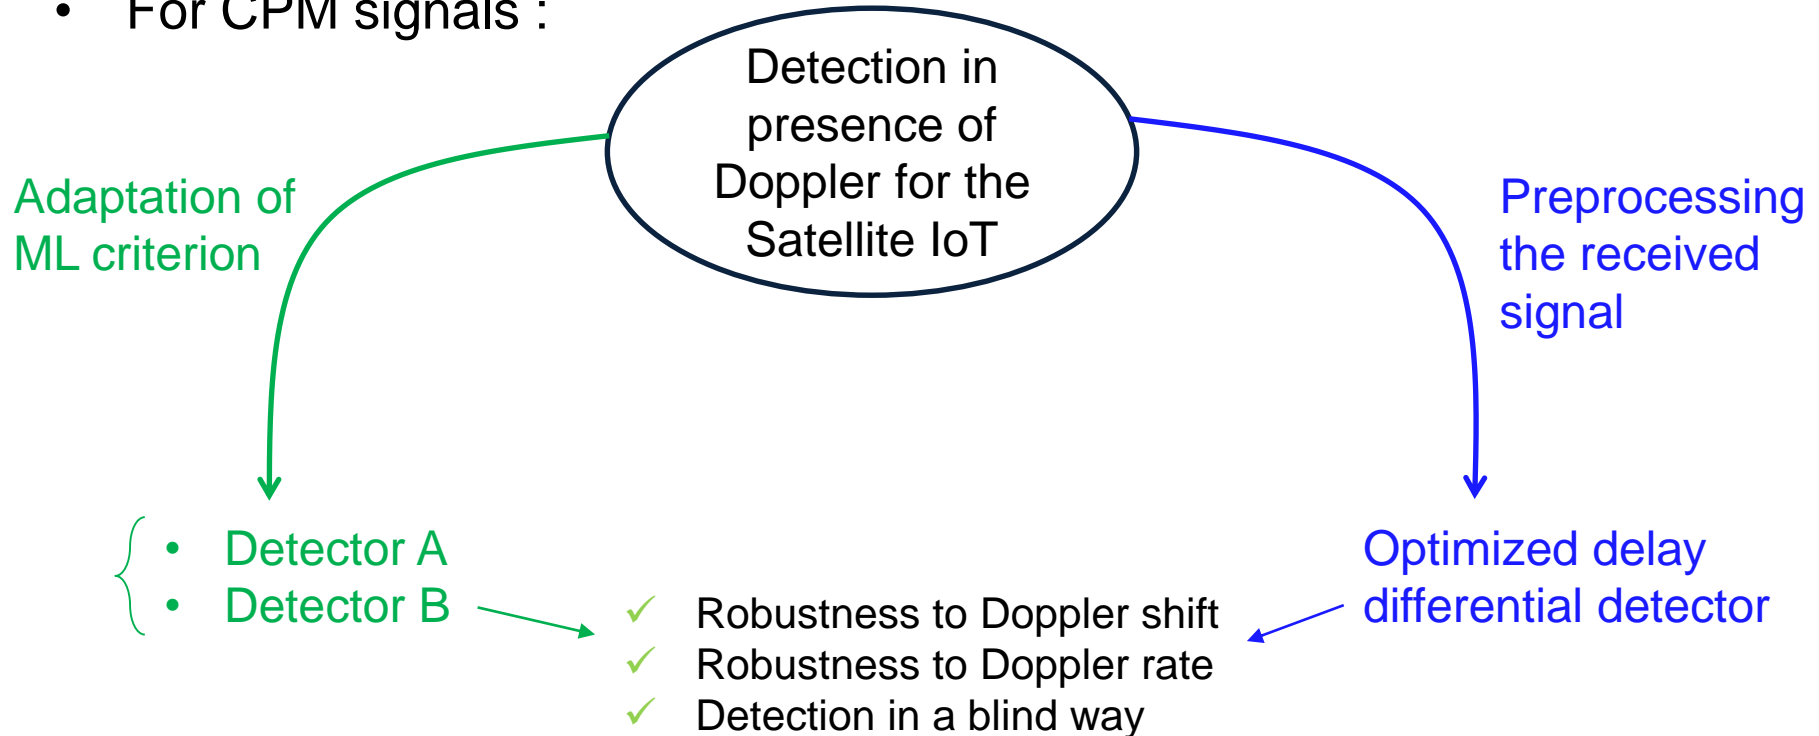 • For CPM signals :
Detection in
presence of
Doppler for the
Satellite IoT
Adaptation of
ML criterion
Preprocessing
the received
signal
• Detector A
• Detector B
Optimized delay
differential detector
✓ Robustness to Doppler shift
✓ Robustness to Doppler rate
✓ Detection in a blind way